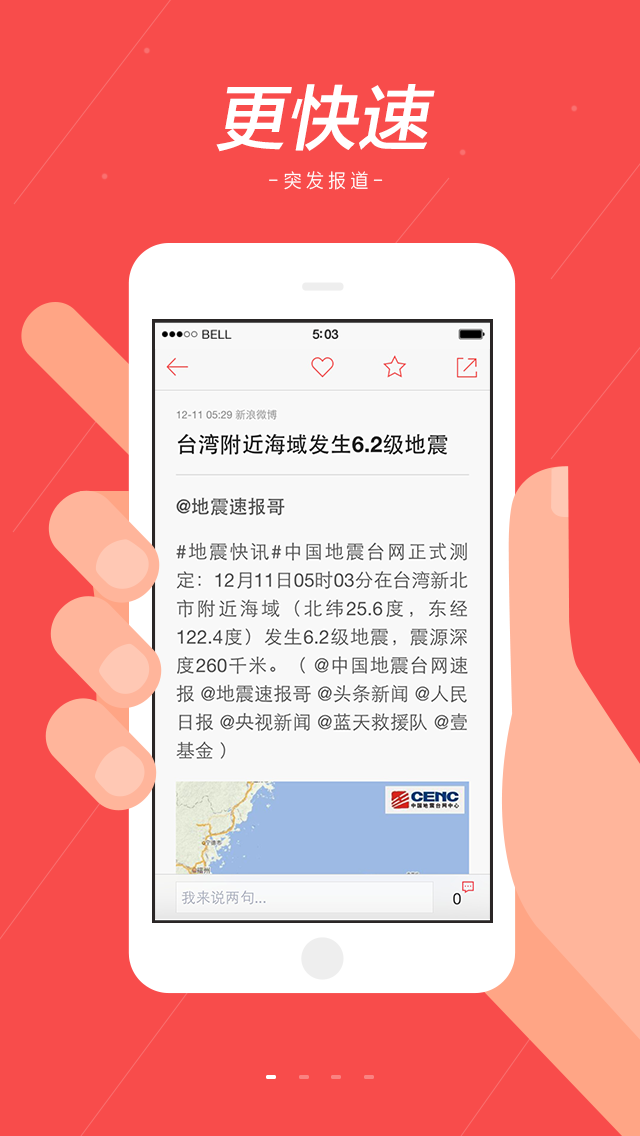 更快速
-突发报道-
BELL 5:03
12-11 05:29 新浪微博
台湾附近海域发生6.2级地震
@地震速报哥
#地震快讯#中国地震台网正式测
定：12月11日05时03分在台湾新北
市附近海域（北纬25.6度，东经
122.4度）发生6.2级地震，震源深
度260千米。（ @中国地震台网速
报 @地震速报哥 @头条新闻 @人民
日报 @央视新闻 @蓝天救援队 @壹
基金 ）
CENC
中国地震台网中心
宁德市
福州
我来说两句...
0